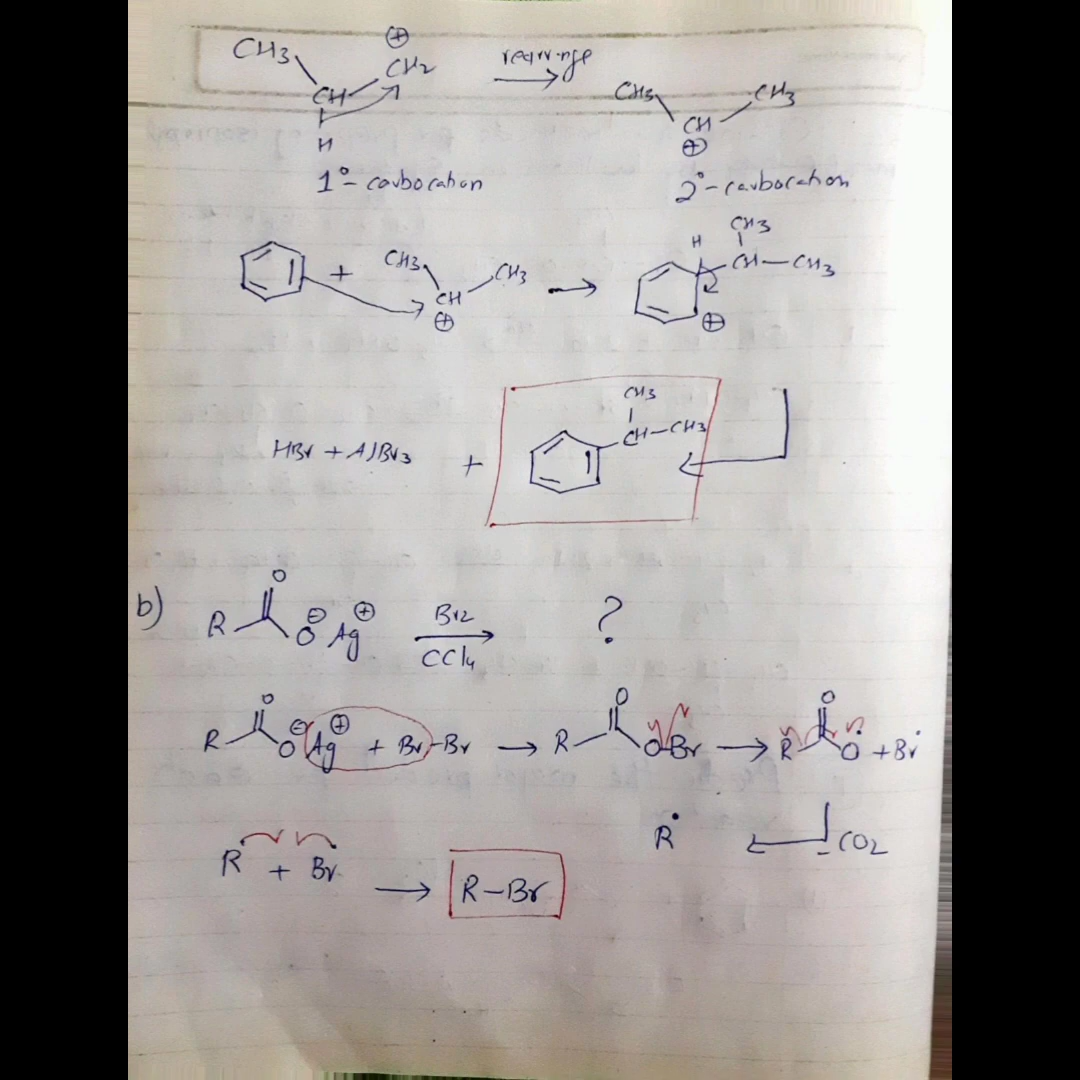 CH3 ⊕ CH2 rearrange
CH CH3 CH3
H CH ⊕
1°- carbocation 2°- carbocation
+ CH3 CH3 H CH3
CH ⊕ CH—CH3
⊕
CH3
HBr + AlBr3 + CH—CH3
b) R O O⊖ Ag⊕ Br2 ?
CCl4
R O O⊖ Ag⊕ + Br-Br → R O O-Br → R O O• + Br•
R• -CO2
R• + Br• → R-Br